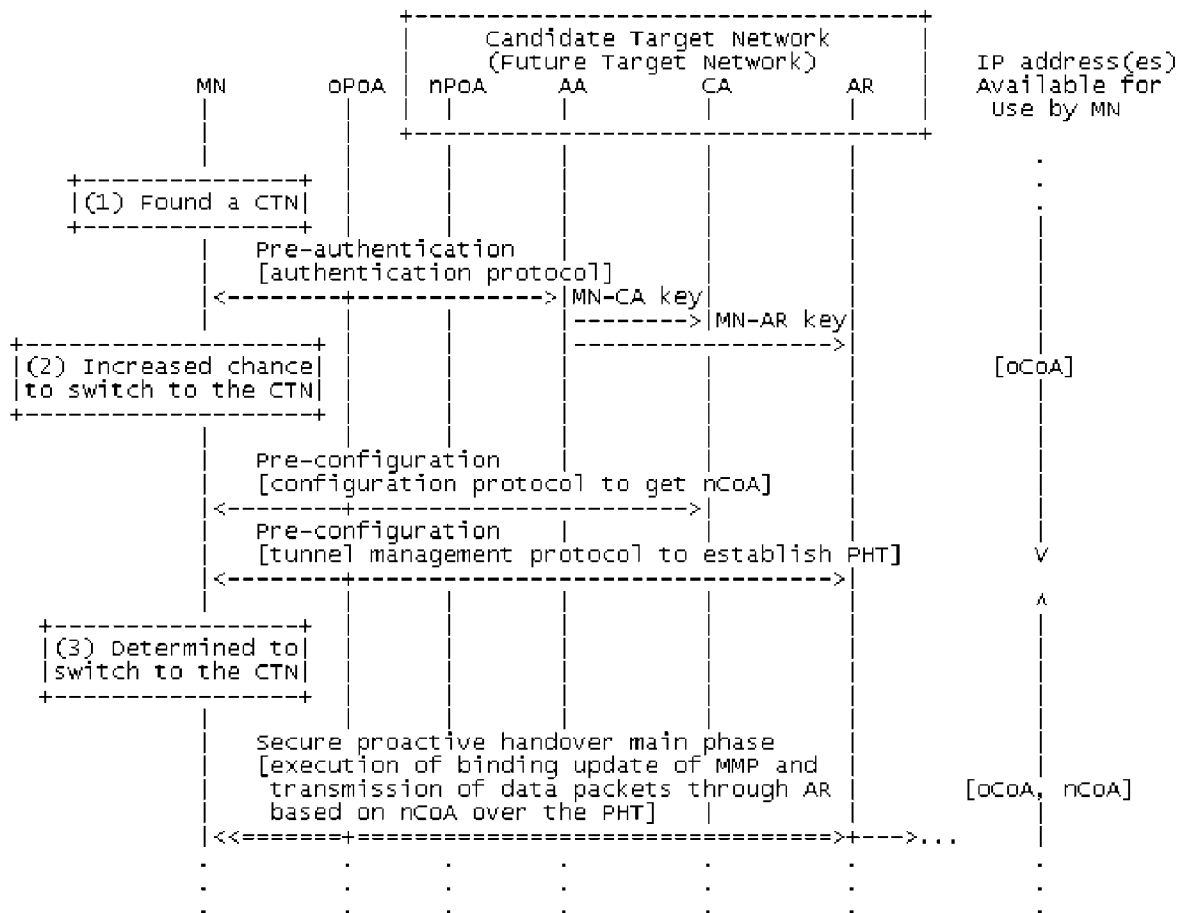 Candidate Target Network
(Future Target Network)
MN oPoA nPoA AA CA AR
IP address(es)
Available for
Use by MN
(1) Found a CTN
Pre-authentication
[authentication protocol]
MN-CA key
MN-AR key
(2) Increased chance
to switch to the CTN
[oCoA]
Pre-configuration
[configuration protocol to get nCoA]
Pre-configuration
[tunnel management protocol to establish PHT]
(3) Determined to
switch to the CTN
Secure proactive handover main phase
[execution of binding update of MMP and
transmission of data packets through AR
based on nCoA over the PHT]
[oCoA, nCoA]